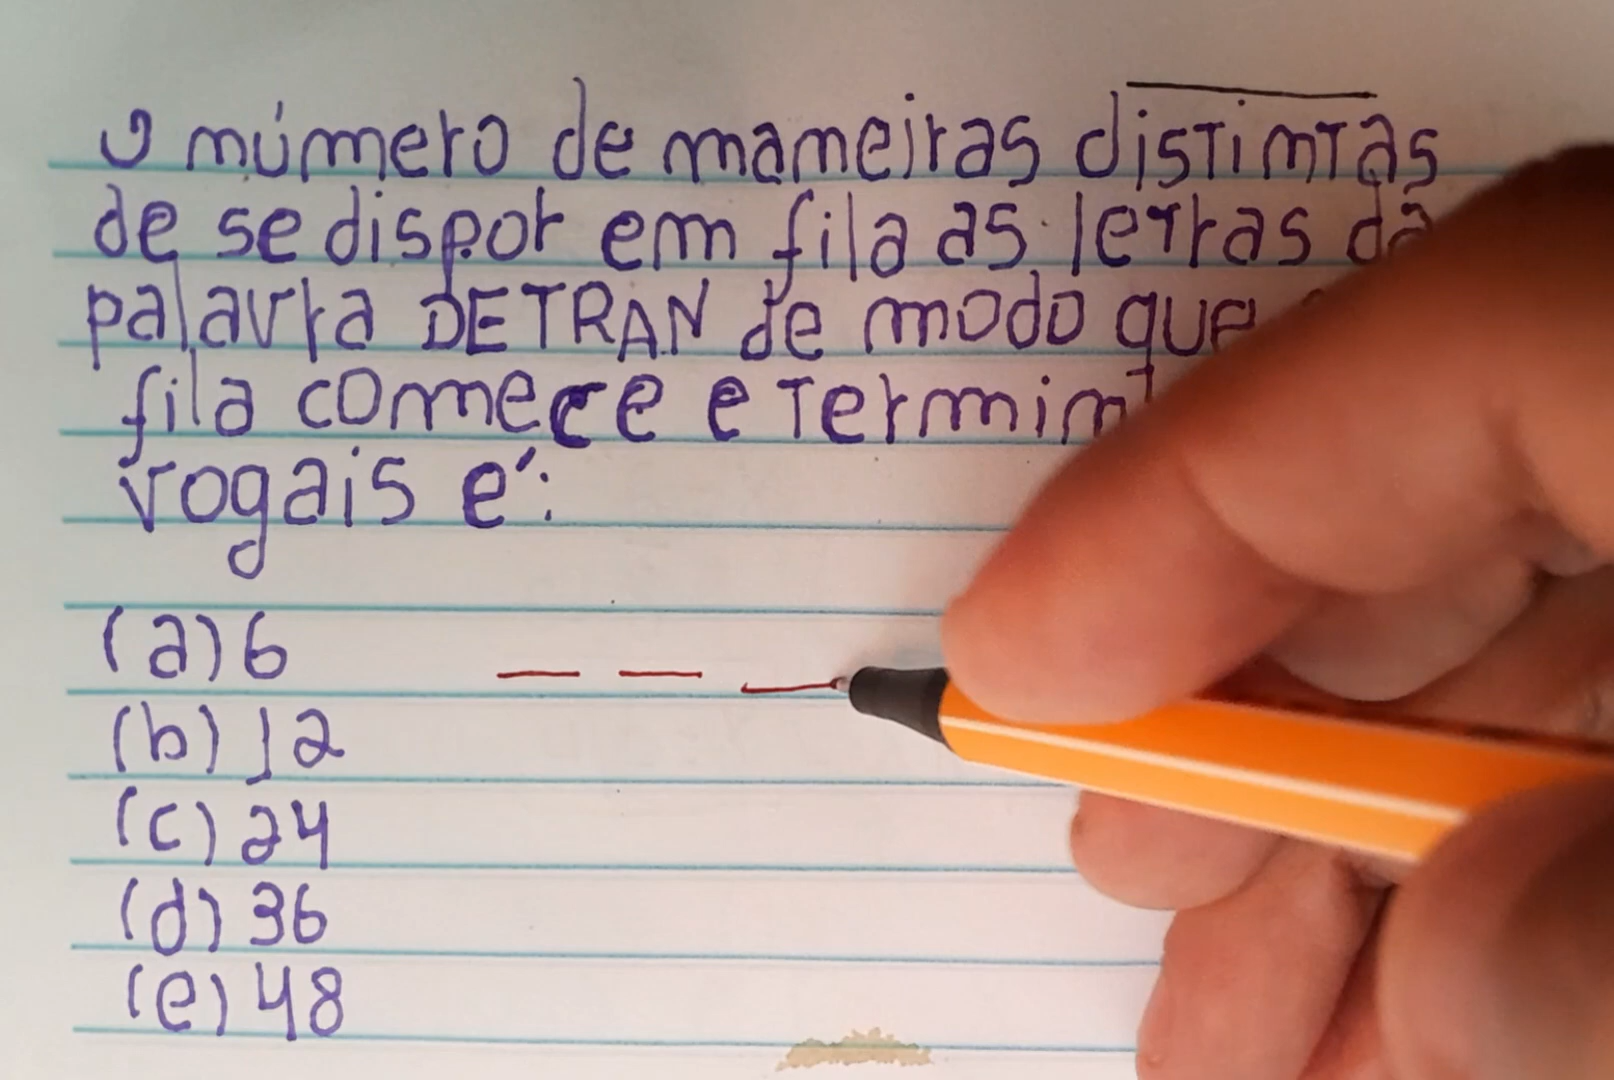 O número de maneiras distintas
de se dispor em fila as letras da
palavra DETRAN de modo que
fila comece e termin
vogais é:
(a) 6
(b) 12
(c) 24
(d) 36
(e) 48